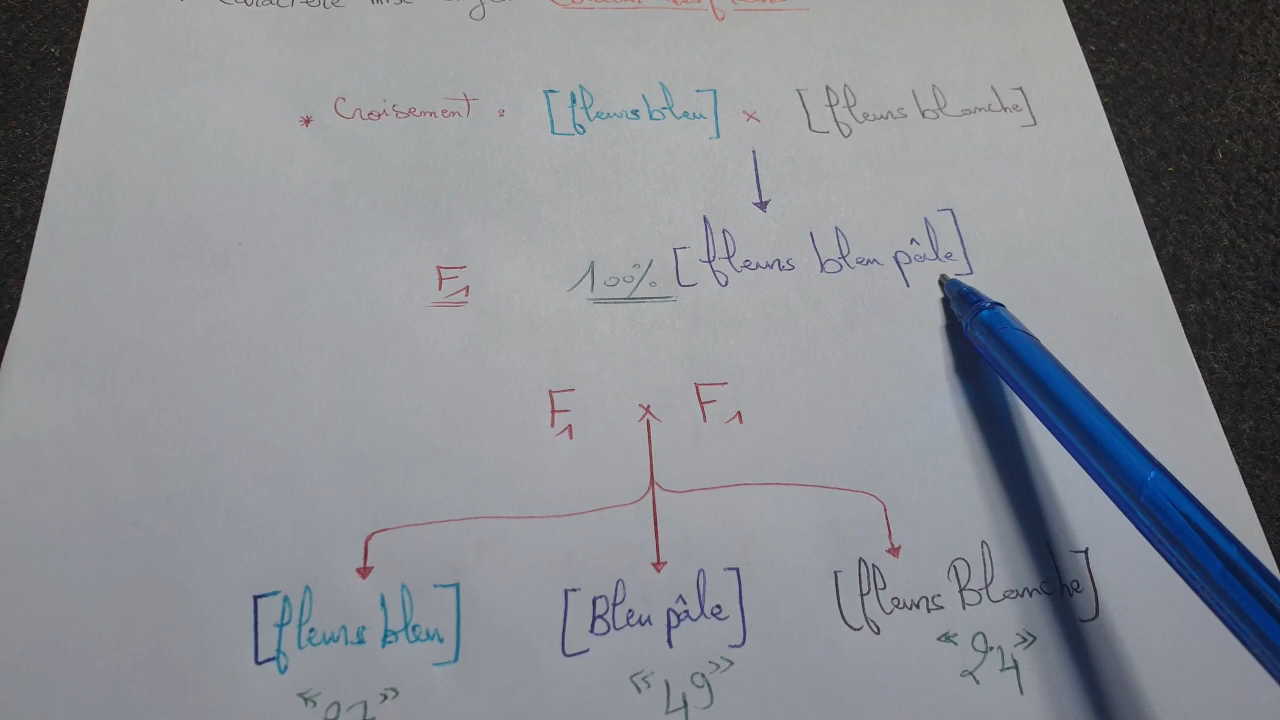 * Croisement : [fleurs bleu] x [fleurs blanche]
F1 100% [fleurs bleu pâle]
F1 x F1
[fleurs bleu] [Bleu pâle] [fleurs Blanche]
« 49 » « 24 »